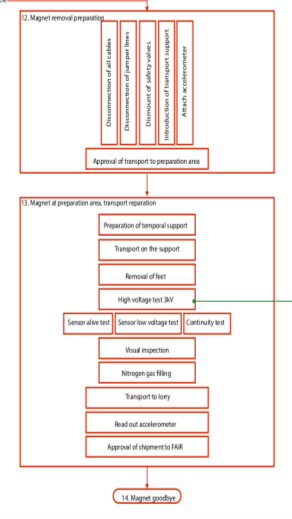 12. Magnet removal preparation
Disconnection of all cables
Disconnection of jumper lines
Dismount of safety valves
Introduction of transport support
Attach accelerometer
Approval of transport to preparation area
13. Magnet at preparation area, transport reparation
Preparation of temporal support
Transport on the support
Removal of feet
High voltage test 3kV
Sensor alive test
Sensor low voltage test
Continuity test
Visual inspection
Nitrogen gas filling
Transport to lorry
Read out accelerometer
Approval of shipment to FAIR
14. Magnet goodbye